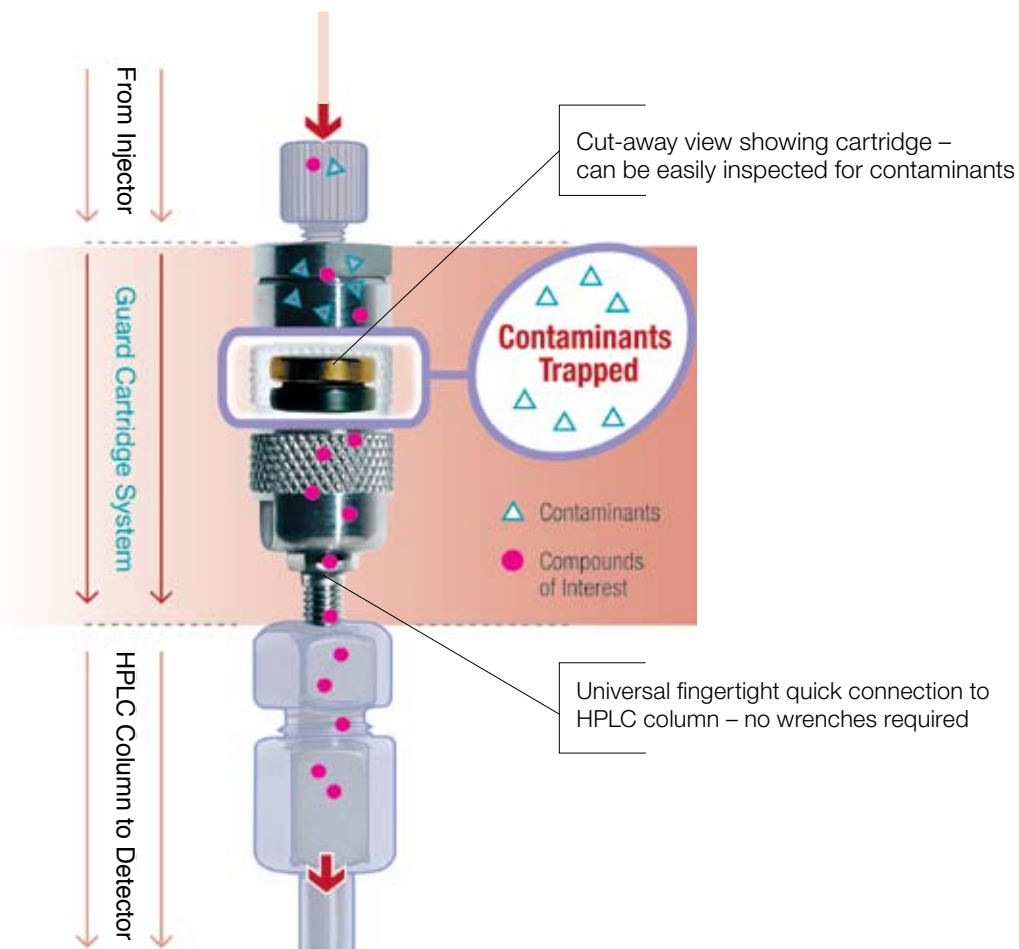 From Injector
Cut-away view showing cartridge –
can be easily inspected for contaminants
Guard Cartridge System
Contaminants
Trapped
Contaminants
Compounds
of Interest
HPLC Column to Detector
Universal fingertight quick connection to
HPLC column – no wrenches required